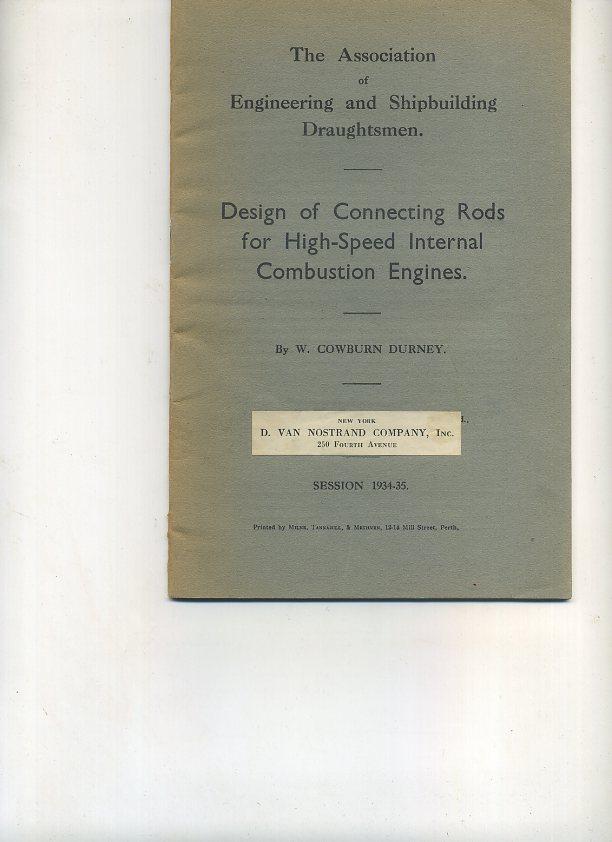 The Association
of
Engineering and Shipbuilding
Draughtsmen.
Design of Connecting Rods
for High-Speed Internal
Combustion Engines.
By W. COWBURN DURNEY.
NEW YORK
D. VAN NOSTRAND COMPANY, INC.
250 FOURTH AVENUE
SESSION 1934-35.
Printed by MILNE, TANNAHILL, & METHVEN, 12-14 Mill Street, Perth.